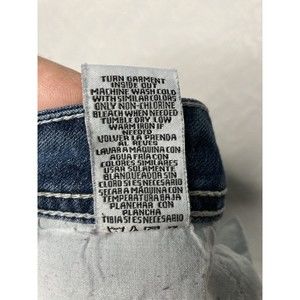 TURN GARMENT
INSIDE OUT
MACHINE WASH COLD
WITH SIMILAR COLORS
ONLY NON-CHLORINE
BLEACH WHEN NEEDED
TUMBLE DRY LOW
WARM IRON IF
NEEDED
VOLVER LA PRENDA
AL REVES
LAVAR A MAQUINA CON
AGUA FRIA CON
COLORES SIMILARES
USAR SOLAMENTE
BLANQUEADOR SIN
CLORO SI ES NECESARIO
SECAR A MAQUINA CON
TEMPERATURA BAJA
PLANCHAR CON
PLANCHA
TIBIA SI ES NECESARIO